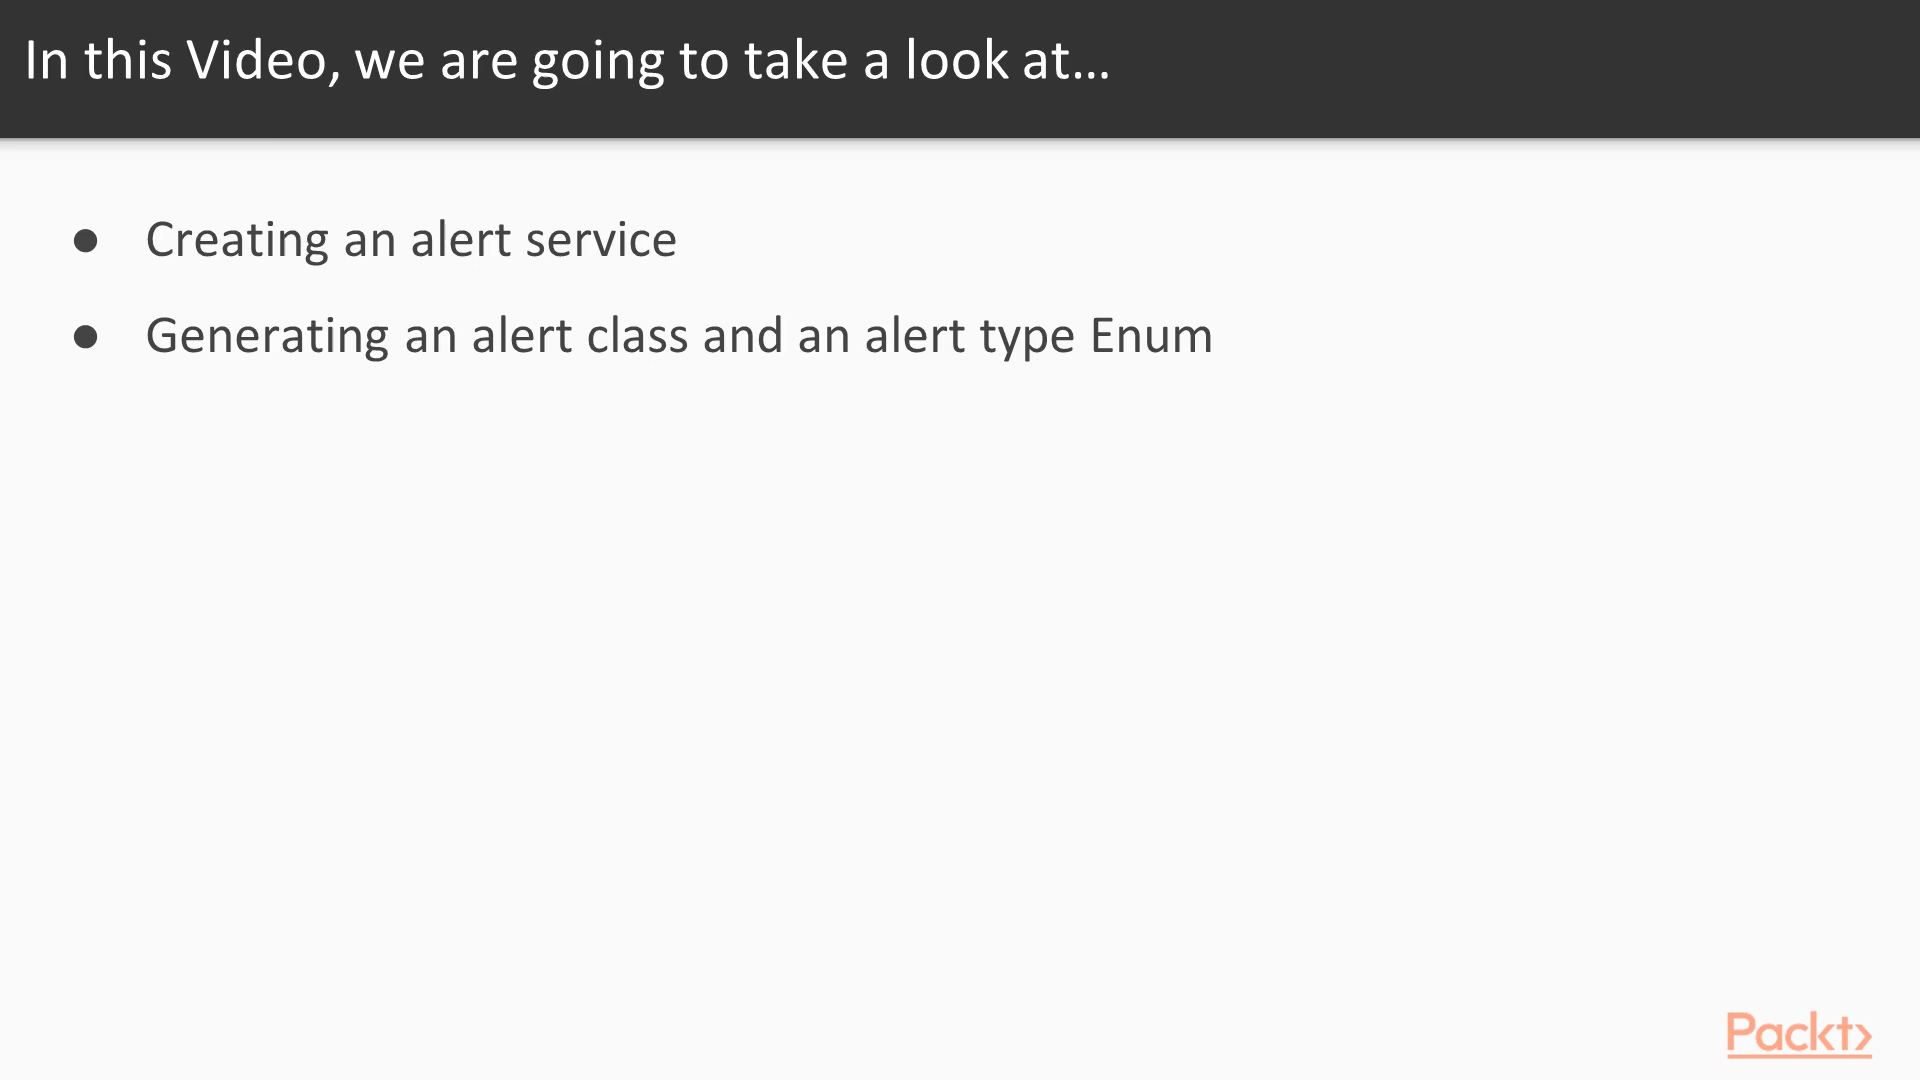 In this Video, we are going to take a look at…
● Creating an alert service
● Generating an alert class and an alert type Enum
Packt>